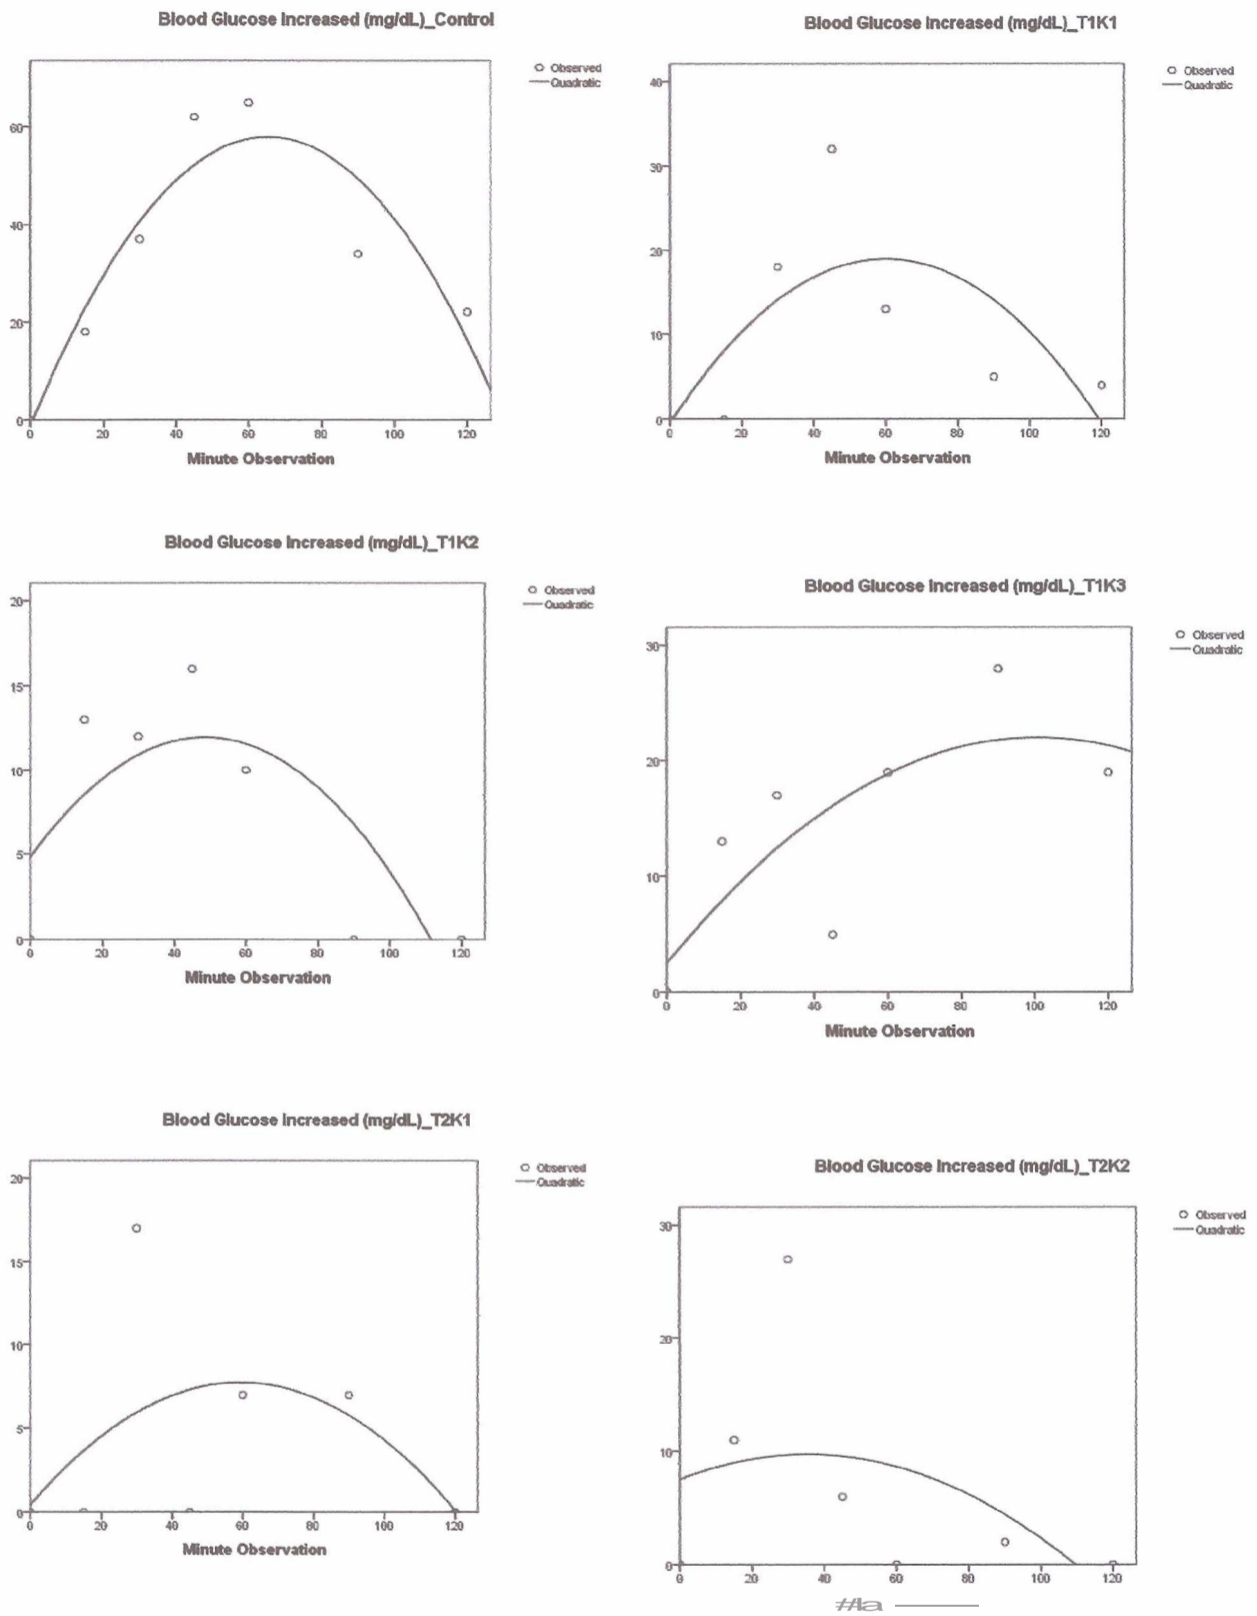 Blood Glucose Increased (mg/dL)_Control
Observed
Quadratic
60
40
20
0
0 20 40 60 80 100 120
Minute Observation
Blood Glucose Increased (mg/dL)_T1K1
Observed
Quadratic
40
30
20
10
0
0 20 40 60 80 100 120
Minute Observation
Blood Glucose Increased (mg/dL)_T1K2
Observed
Quadratic
20
15
10
5
0
0 20 40 60 80 100 120
Minute Observation
Blood Glucose Increased (mg/dL)_T1K3
Observed
Quadratic
30
20
10
0
0 20 40 60 80 100 120
Minute Observation
Blood Glucose Increased (mg/dL)_T2K1
Observed
Quadratic
20
15
10
5
0
0 20 40 60 80 100 120
Minute Observation
Blood Glucose Increased (mg/dL)_T2K2
Observed
Quadratic
30
20
10
0
0 20 40 60 80 100 120